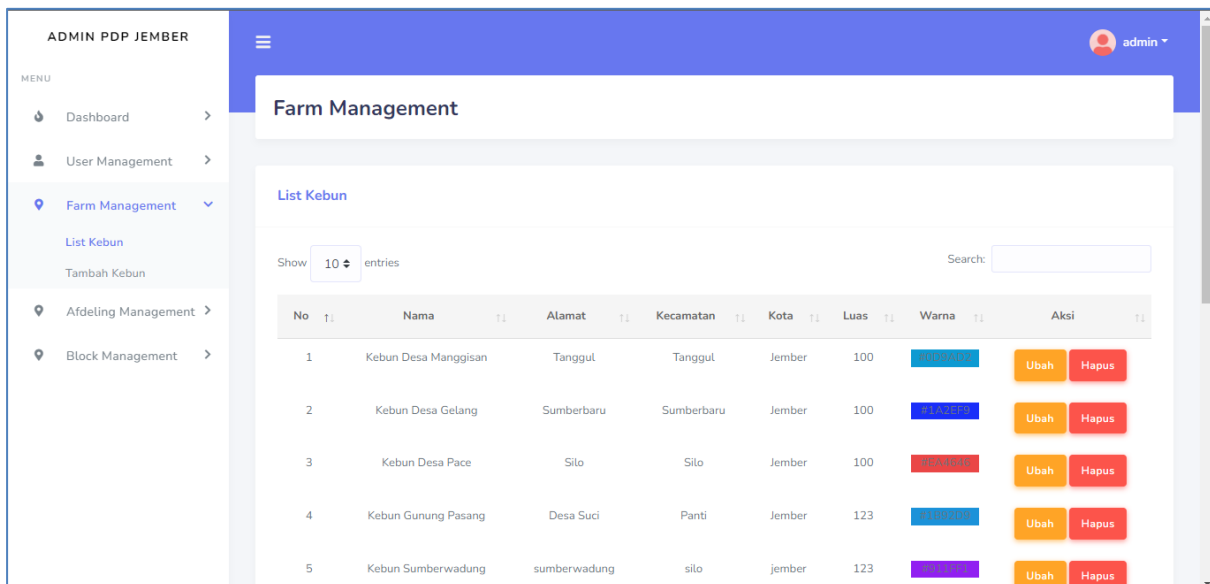 ADMIN PDP JEMBER
admin
MENU
Dashboard
User Management
Farm Management
List Kebun
Tambah Kebun
Afdeling Management
Block Management
Farm Management
List Kebun
Show 10 entries
Search:
No Nama Alamat Kecamatan Kota Luas Warna Aksi
1 Kebun Desa Manggisan Tanggul Tanggul Jember 100 Ubah Hapus
2 Kebun Desa Gelang Sumberbaru Sumberbaru Jember 100 #1A2EF9 Ubah Hapus
3 Kebun Desa Pace Silo Silo Jember 100 Ubah Hapus
4 Kebun Gunung Pasang Desa Suci Panti Jember 123 Ubah Hapus
5 Kebun Sumberwadung sumberwadung silo jember 123 #911FF1 Ubah Hapus